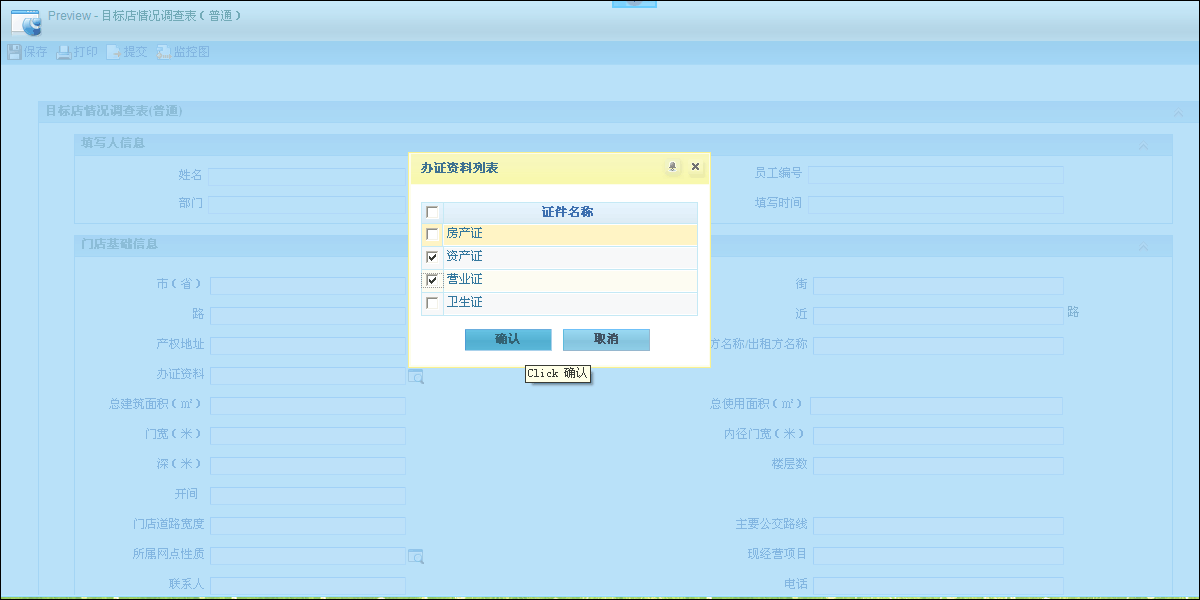 Preview - 目标店情况调查表（普通）
保存 打印 提交 监控图
目标店情况调查表(普通)
填写人信息
姓名 员工编号
部门 填写时间
门店基础信息
市（省） 街
路 近 路
产权地址 方名称/出租方名称
办证资料
总建筑面积（㎡） 总使用面积（㎡）
门宽（米） 内径门宽（米）
深（米） 楼层数
开间
门店道路宽度 主要公交路线
所属网点性质 现经营项目
联系人 电话
办证资料列表
证件名称
房产证
资产证
营业证
卫生证
确认 取消
Click 确认